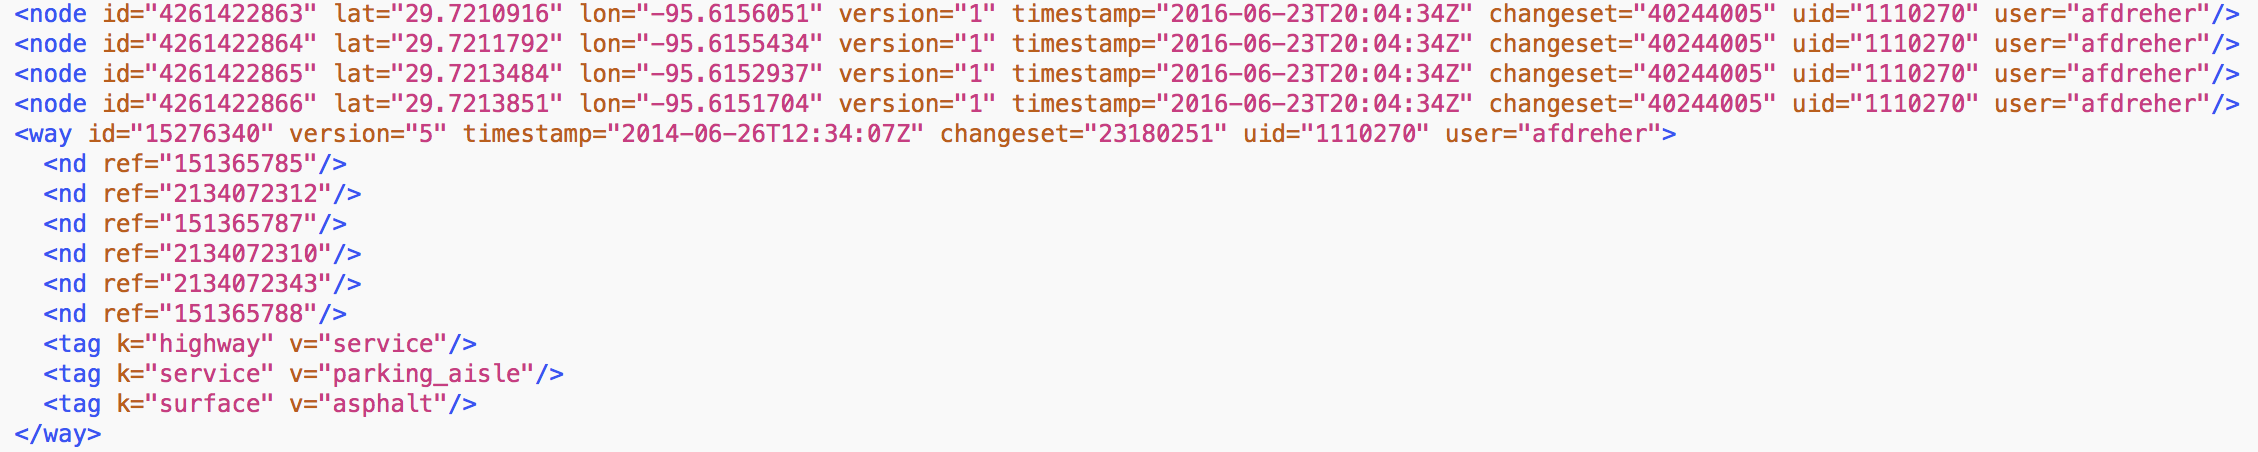 <node id="4261422863" lat="29.7210916" lon="-95.6156051" version="1" timestamp="2016-06-23T20:04:34Z" changeset="40244005" uid="1110270" user="afdreher"/>
<node id="4261422864" lat="29.7211792" lon="-95.6155434" version="1" timestamp="2016-06-23T20:04:34Z" changeset="40244005" uid="1110270" user="afdreher"/>
<node id="4261422865" lat="29.7213484" lon="-95.6152937" version="1" timestamp="2016-06-23T20:04:34Z" changeset="40244005" uid="1110270" user="afdreher"/>
<node id="4261422866" lat="29.7213851" lon="-95.6151704" version="1" timestamp="2016-06-23T20:04:34Z" changeset="40244005" uid="1110270" user="afdreher"/>
<way id="15276340" version="5" timestamp="2014-06-26T12:34:07Z" changeset="23180251" uid="1110270" user="afdreher">
  <nd ref="151365785"/>
  <nd ref="2134072312"/>
  <nd ref="151365787"/>
  <nd ref="2134072310"/>
  <nd ref="2134072343"/>
  <nd ref="151365788"/>
  <tag k="highway" v="service"/>
  <tag k="service" v="parking_aisle"/>
  <tag k="surface" v="asphalt"/>
</way>